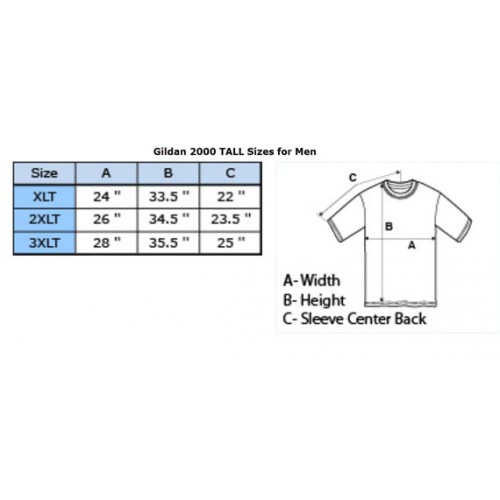 Gildan 2000 TALL Sizes for Men
Size A B C
XLT 24 " 33.5 " 22 "
2XLT 26 " 34.5 " 23.5 "
3XLT 28 " 35.5 " 25 "
C
B
A
A- Width
B- Height
C- Sleeve Center Back